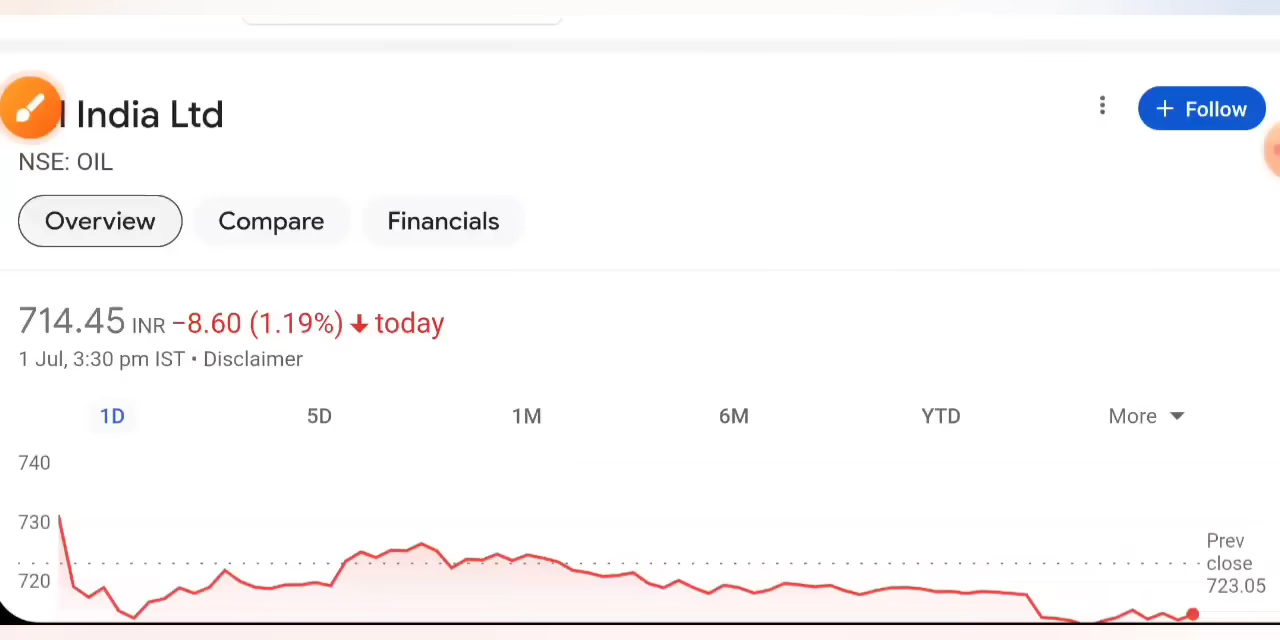 India Ltd
Follow
NSE: OIL
Overview
Compare
Financials
714.45 INR −8.60 (1.19%) today
1 Jul, 3:30 pm IST • Disclaimer
1D
5D
1M
6M
YTD
More
740
730
720
Prev
close
723.05